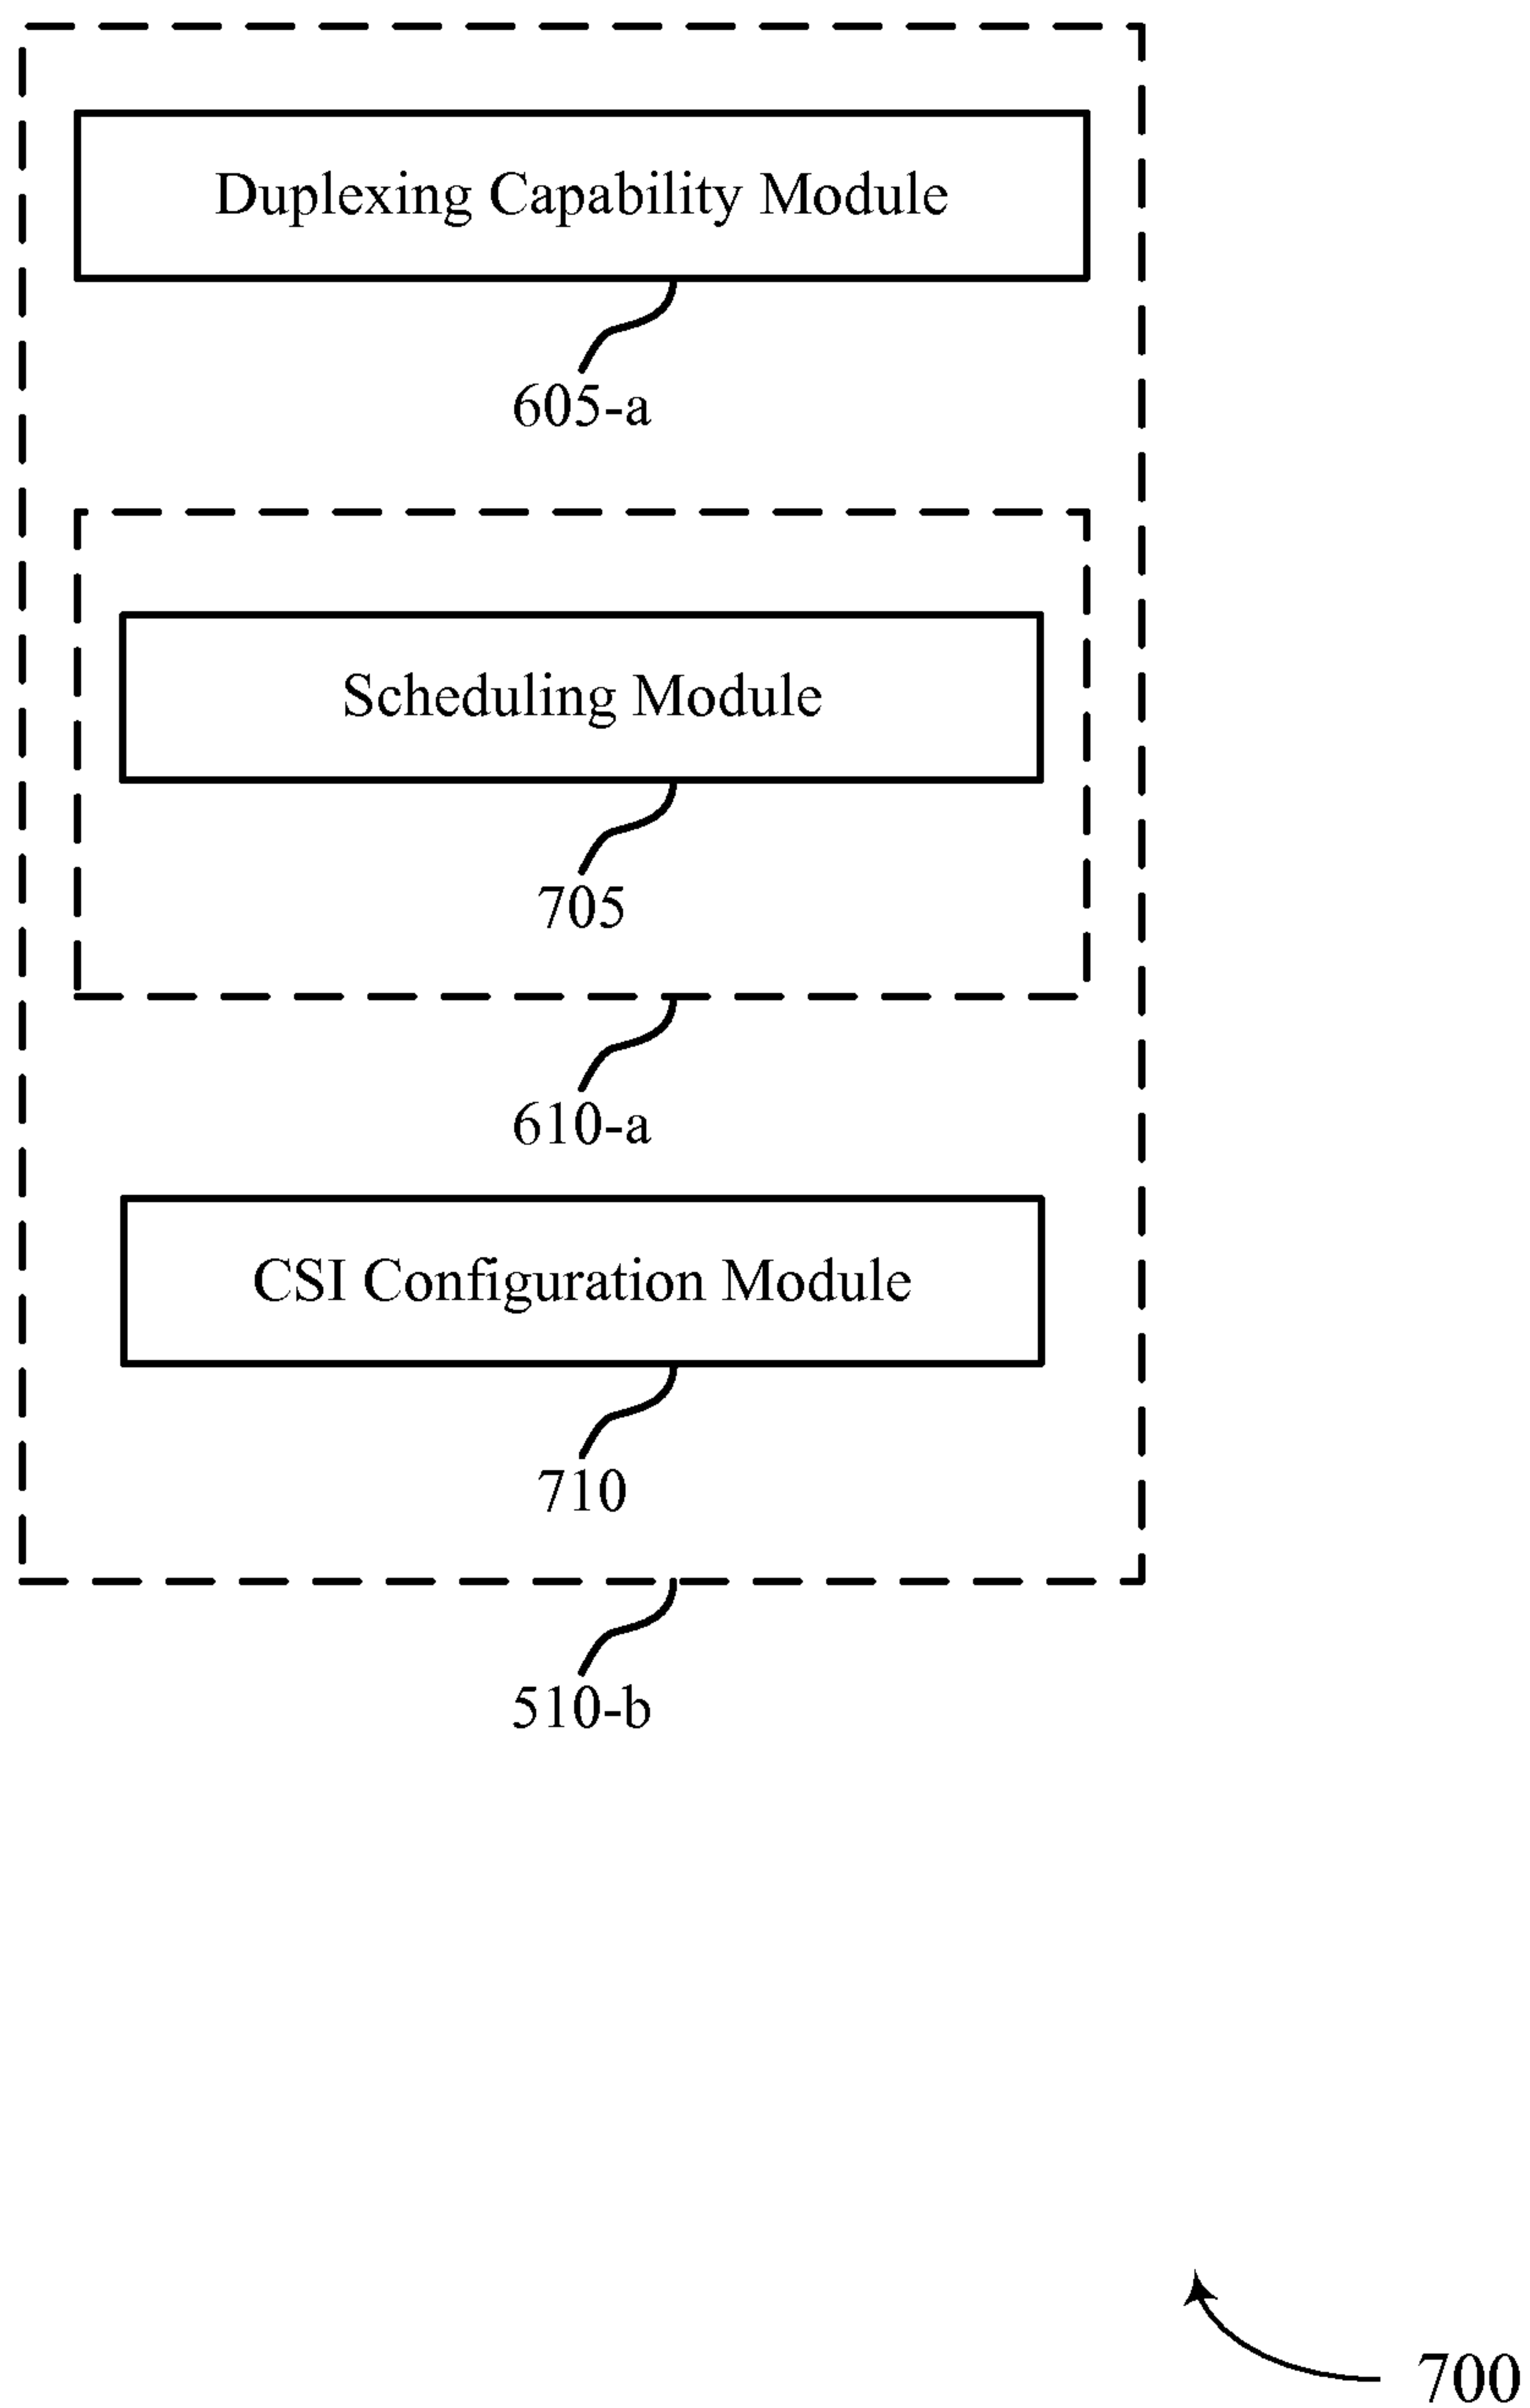 Duplexing Capability Module
605-a
Scheduling Module
705
610-a
CSI Configuration Module
710
510-b
700